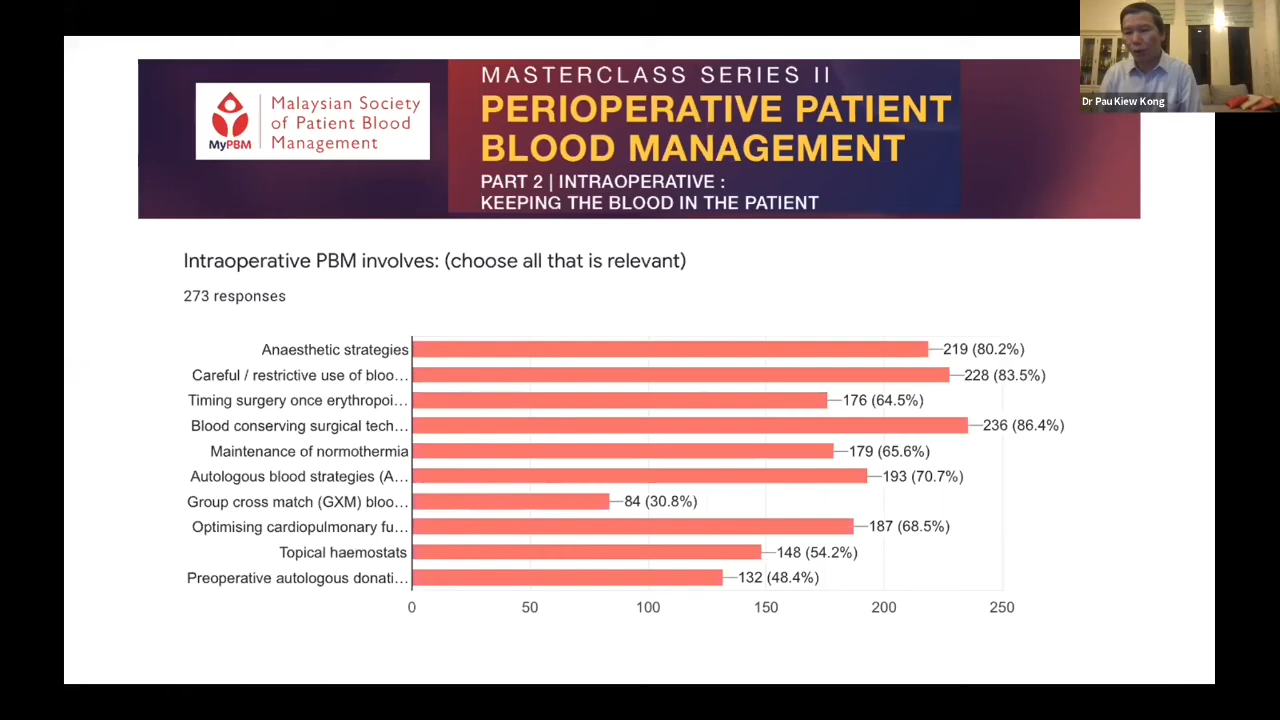 Dr Pau Kiew Kong
MyPBM
Malaysian Society
of Patient Blood
Management
MASTERCLASS SERIES II
PERIOPERATIVE PATIENT
BLOOD MANAGEMENT
PART 2 | INTRAOPERATIVE :
KEEPING THE BLOOD IN THE PATIENT
Intraoperative PBM involves: (choose all that is relevant)
273 responses
Anaesthetic strategies 219 (80.2%)
Careful / restrictive use of bloo… 228 (83.5%)
Timing surgery once erythropoi… 176 (64.5%)
Blood conserving surgical tech… 236 (86.4%)
Maintenance of normothermia 179 (65.6%)
Autologous blood strategies (A… 193 (70.7%)
Group cross match (GXM) bloo… 84 (30.8%)
Optimising cardiopulmonary fu… 187 (68.5%)
Topical haemostats 148 (54.2%)
Preoperative autologous donati… 132 (48.4%)
0 50 100 150 200 250